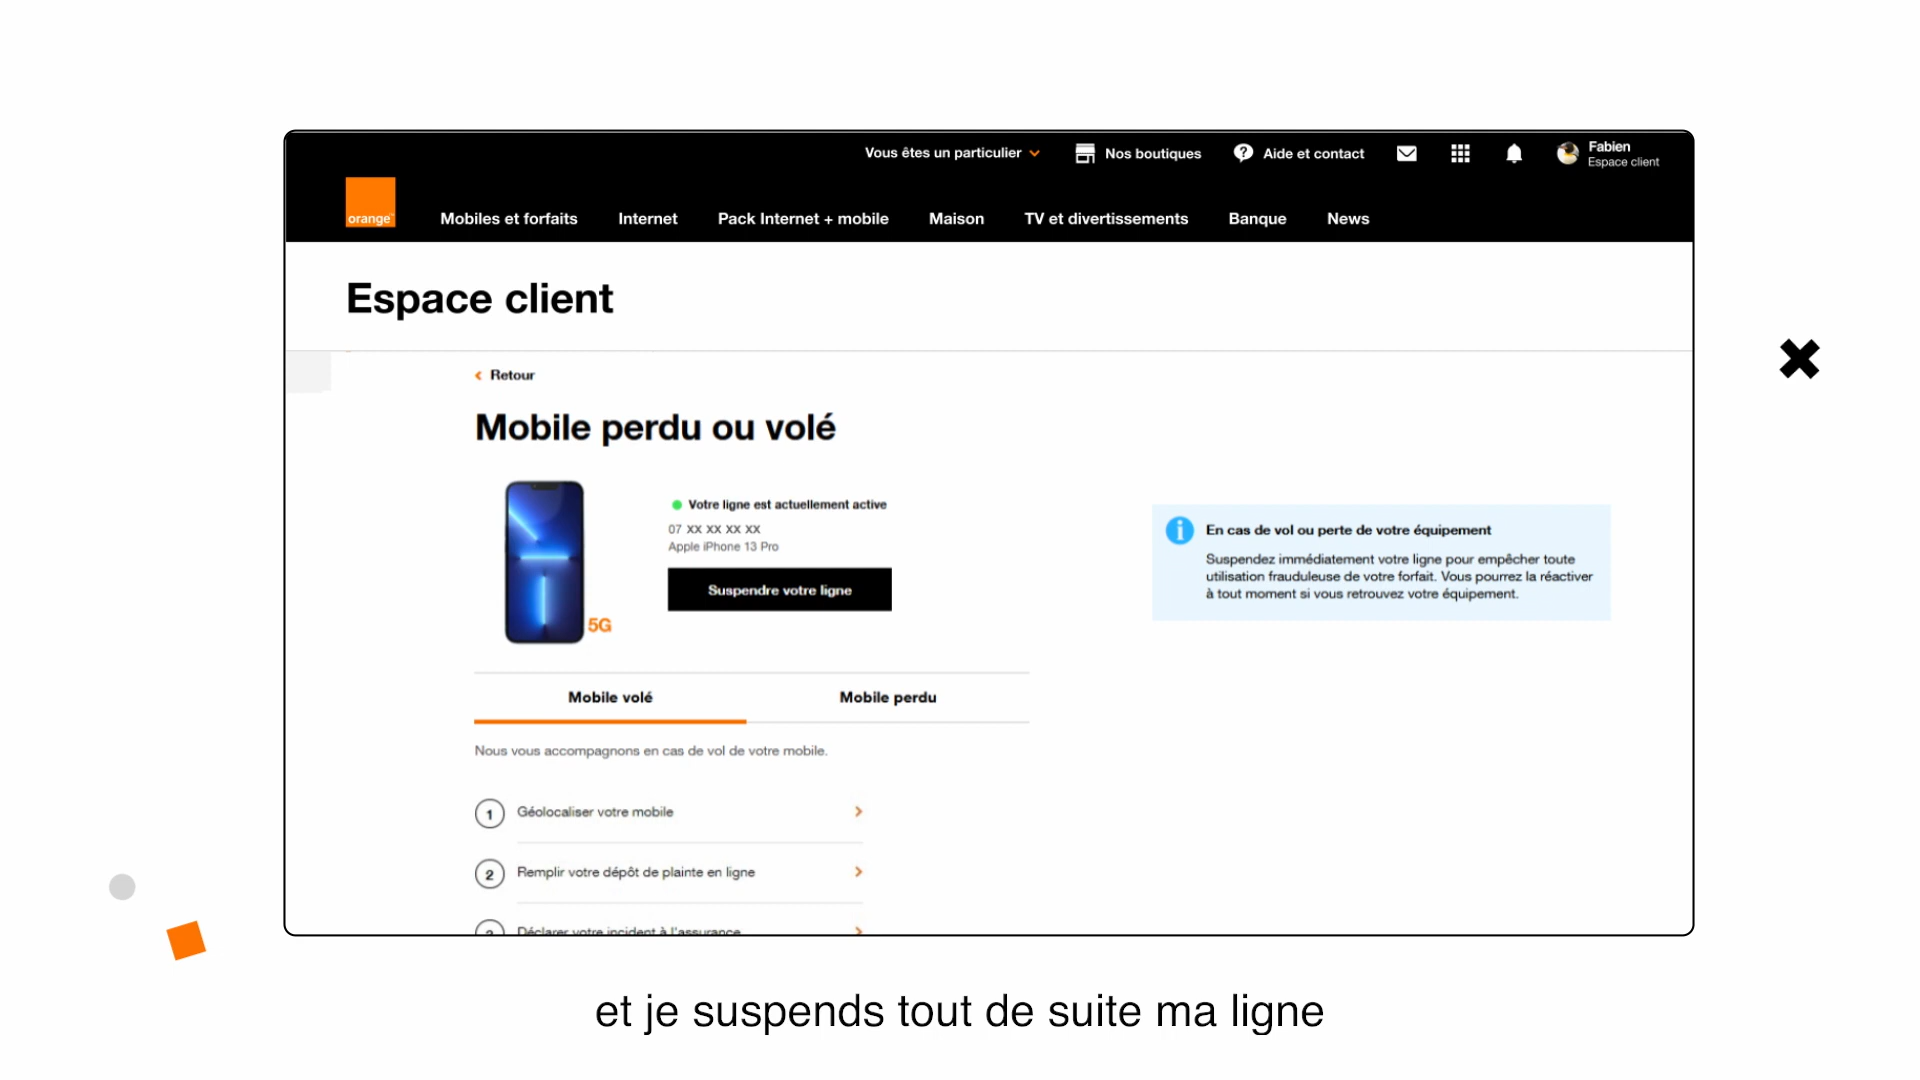 Vous êtes un particulier
Nos boutiques
Aide et contact
Fabien
Espace client
orange™
Mobiles et forfaits
Internet
Pack Internet + mobile
Maison
TV et divertissements
Banque
News
Espace client
Retour
Mobile perdu ou volé
Votre ligne est actuellement active
07 XX XX XX XX
Apple iPhone 13 Pro
Suspendre votre ligne
5G
En cas de vol ou perte de votre équipement
Suspendez immédiatement votre ligne pour empêcher toute
utilisation frauduleuse de votre forfait. Vous pourrez la réactiver
à tout moment si vous retrouvez votre équipement.
Mobile volé
Mobile perdu
Nous vous accompagnons en cas de vol de votre mobile.
1 Géolocaliser votre mobile
2 Remplir votre dépôt de plainte en ligne
3 Déclarer votre incident à l'assurance
et je suspends tout de suite ma ligne